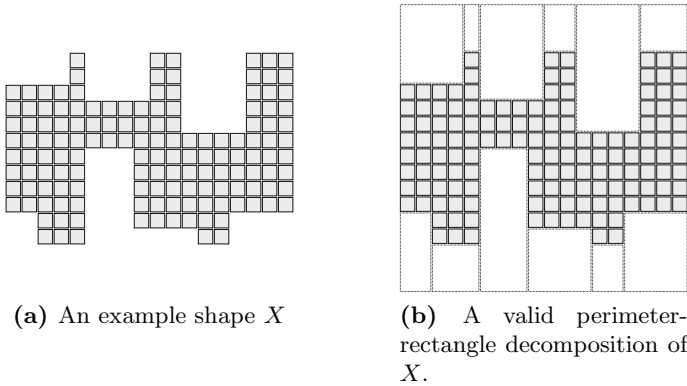 (a) An example shape X
(b) A valid perimeter-
rectangle decomposition of
X.